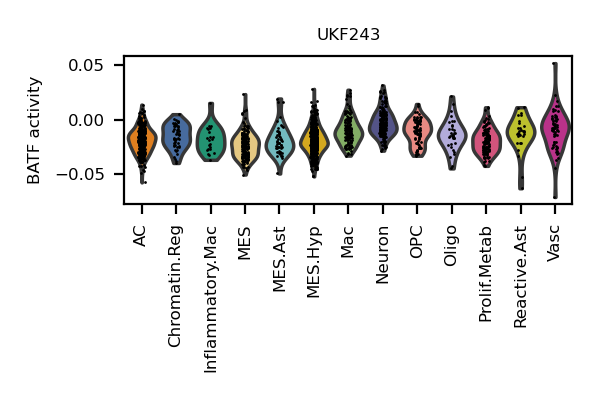 UKF243
BATF activity
0.05
0.00
−0.05
AC
Chromatin.Reg
Inflammatory.Mac
MES
MES.Ast
MES.Hyp
Mac
Neuron
OPC
Oligo
Prolif.Metab
Reactive.Ast
Vasc